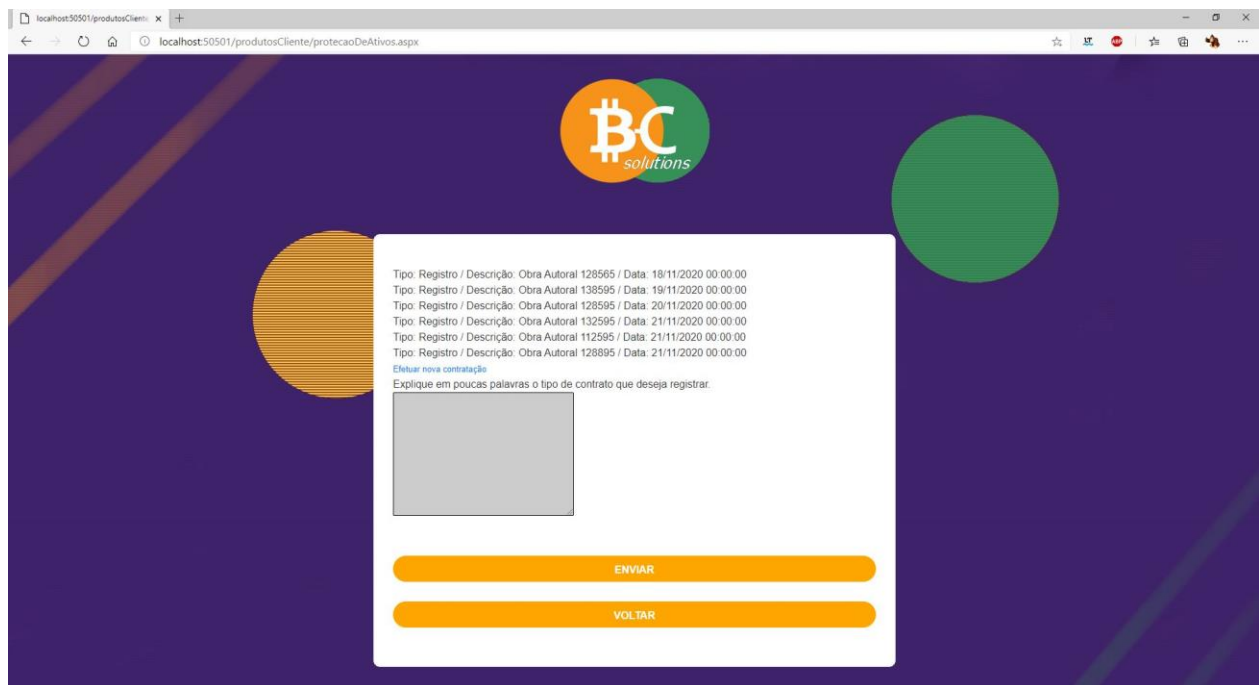 localhost:50501/produtosCliente
localhost:50501/produtosCliente/protecaoDeAtivos.aspx
LT
ABP
BC
solutions
Tipo: Registro / Descrição: Obra Autoral 128565 / Data: 18/11/2020 00:00:00
Tipo: Registro / Descrição: Obra Autoral 138595 / Data: 19/11/2020 00:00:00
Tipo: Registro / Descrição: Obra Autoral 128595 / Data: 20/11/2020 00:00:00
Tipo: Registro / Descrição: Obra Autoral 132595 / Data: 21/11/2020 00:00:00
Tipo: Registro / Descrição: Obra Autoral 112595 / Data: 21/11/2020 00:00:00
Tipo: Registro / Descrição: Obra Autoral 128895 / Data: 21/11/2020 00:00:00
Efetuar nova contratação
Explique em poucas palavras o tipo de contrato que deseja registrar.
ENVIAR
VOLTAR